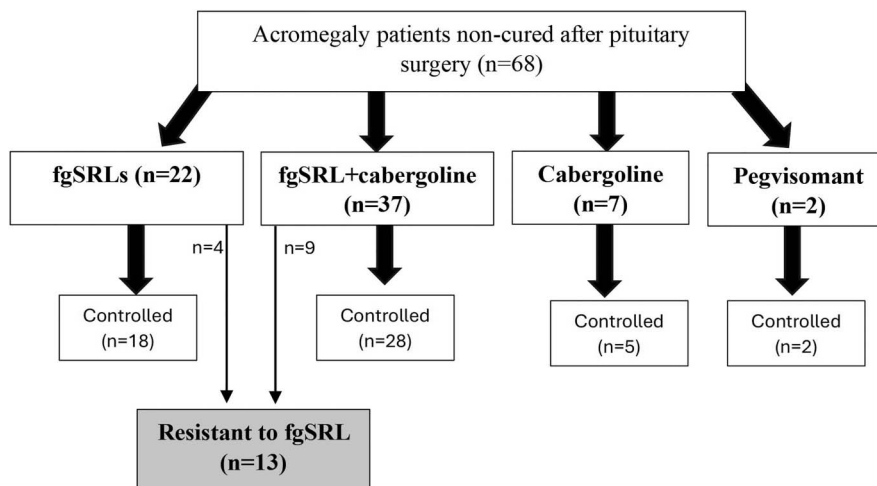 Acromegaly patients non-cured after pituitary
surgery (n=68)
fgSRLs (n=22)
fgSRL+cabergoline
(n=37)
Cabergoline
(n=7)
Pegvisomant
(n=2)
n=4
n=9
Controlled
(n=18)
Controlled
(n=28)
Controlled
(n=5)
Controlled
(n=2)
Resistant to fgSRL
(n=13)